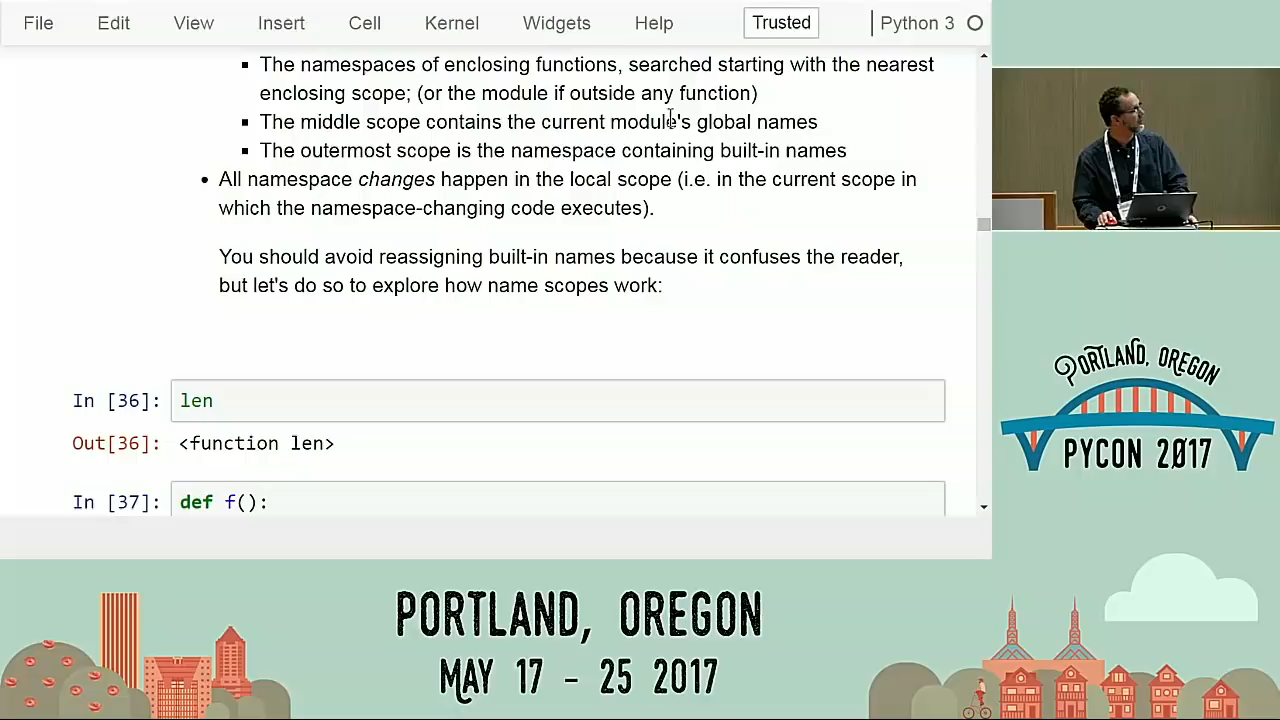 File Edit View Insert Cell Kernel Widgets Help Trusted Python 3
The namespaces of enclosing functions, searched starting with the nearest
enclosing scope; (or the module if outside any function)
The middle scope contains the current module's global names
The outermost scope is the namespace containing built-in names
All namespace changes happen in the local scope (i.e. in the current scope in
which the namespace-changing code executes).
You should avoid reassigning built-in names because it confuses the reader,
but let's do so to explore how name scopes work:
In [36]: len
Out[36]: <function len>
In [37]: def f():
PORTLAND, OREGON
PYCON 2017
PORTLAND, OREGON
MAY 17 - 25 2017